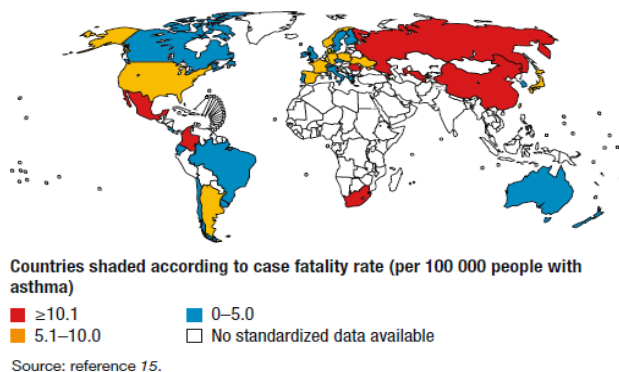 Countries shaded according to case fatality rate (per 100 000 people with
asthma)
≥10.1
0–5.0
5.1–10.0
No standardized data available
Source: reference 15.